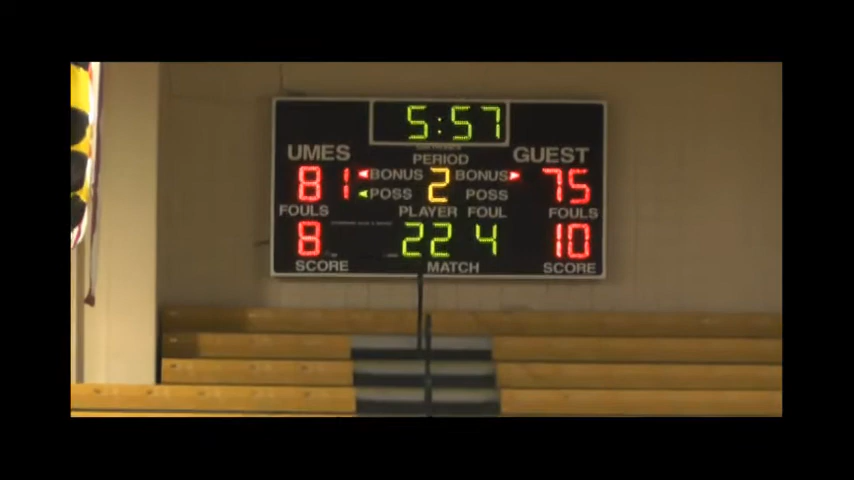 5:57
UMES PERIOD GUEST
81 1 BONUS 2 BONUS 75
POSS POSS
FOULS PLAYER FOUL FOULS
8 22 4 10
SCORE MATCH SCORE